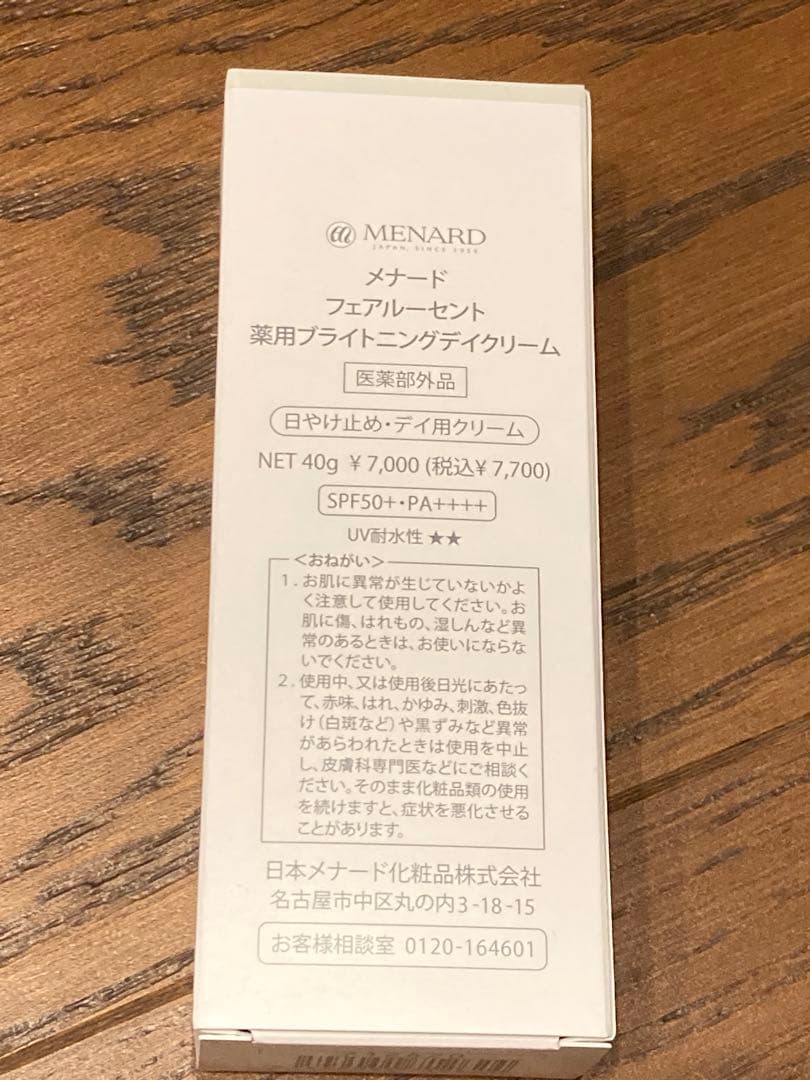 MENARD
JAPAN, SINCE 1959
メナード
フェアルーセント
薬用ブライトニングデイクリーム
医薬部外品
日やけ止め・デイ用クリーム
NET 40g ¥7,000 (税込¥7,700)
SPF50+・PA++++
UV耐水性 ★★
<おねがい>
1. お肌に異常が生じていないかよ
く注意して使用してください。お
肌に傷、はれもの、湿しんなど異
常のあるときは、お使いにならな
いでください。
2. 使用中、又は使用後日光にあたっ
て、赤味、はれ、かゆみ、刺激、色抜
け(白斑など)や黒ずみなど異常
があらわれたときは使用を中止
し、皮膚科専門医などにご相談く
ださい。そのまま化粧品類の使用
を続けますと、症状を悪化させる
ことがあります。
日本メナード化粧品株式会社
名古屋市中区丸の内3-18-15
お客様相談室 0120-164601